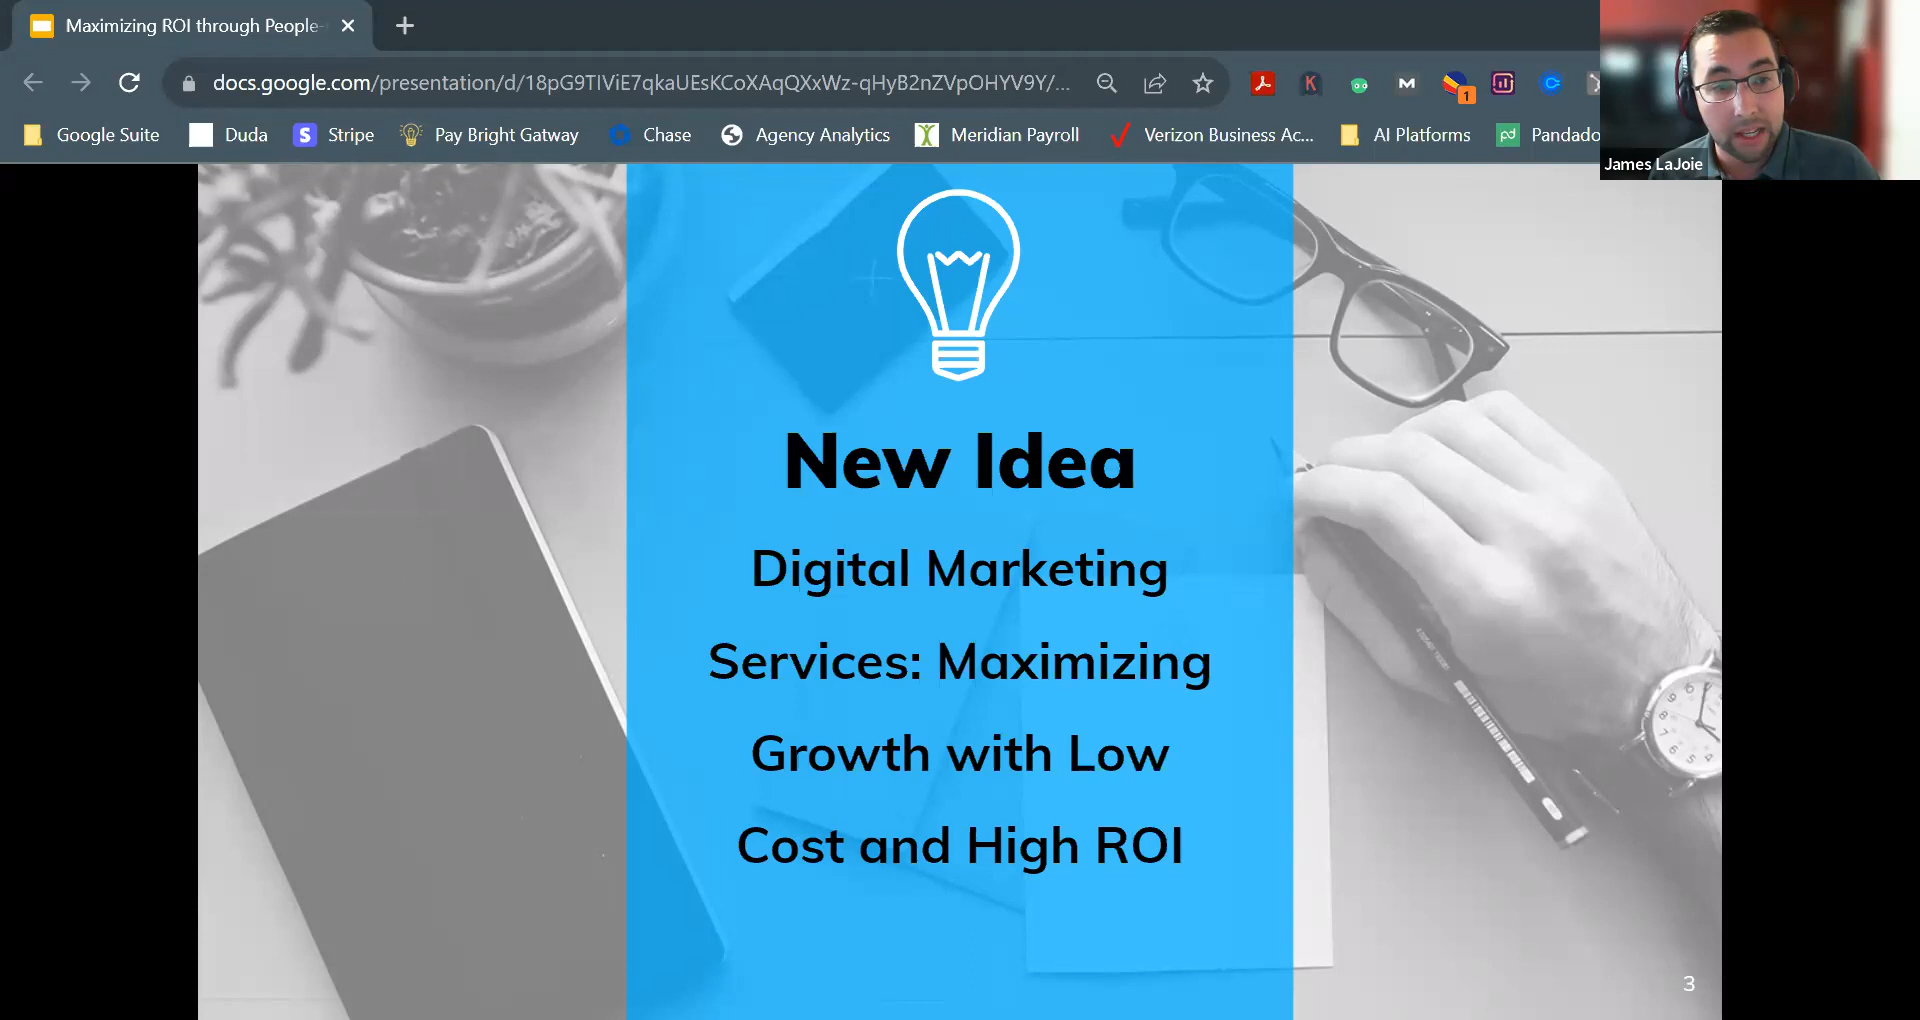 Maximizing ROI through People-
docs.google.com/presentation/d/18pG9TIViE7qkaUEsKCoXAqQXxWz-qHyB2nZVpOHYV9Y/...
1
Google Suite
Duda
Stripe
Pay Bright Gatway
Chase
Agency Analytics
Meridian Payroll
Verizon Business Ac...
AI Platforms
Pandado
James LaJoie
New Idea
Digital Marketing
Services: Maximizing
Growth with Low
Cost and High ROI
3